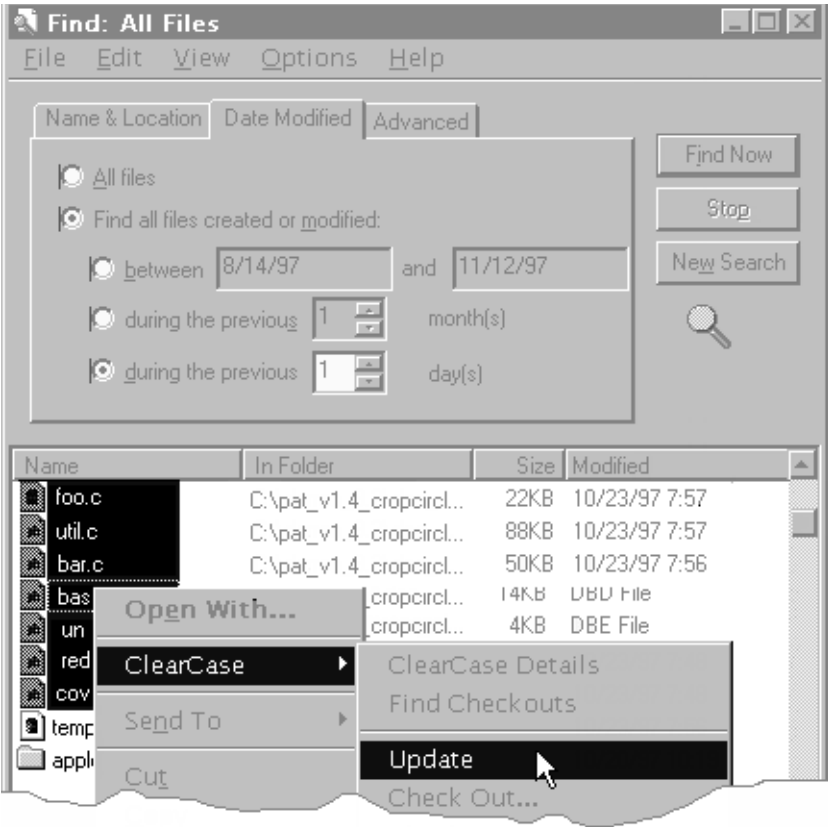 Find: All Files
File Edit View Options Help
Name & Location Date Modified Advanced
Find Now
All files
Stop
Find all files created or modified:
between 8/14/97 and 11/12/97
New Search
during the previous 1 month(s)
during the previous 1 day(s)
Name In Folder Size Modified
foo.c C:\pat_v1.4_cropcircl... 22KB 10/23/97 7:57
util.c C:\pat_v1.4_cropcircl... 88KB 10/23/97 7:57
bar.c C:\pat_v1.4_cropcircl... 50KB 10/23/97 7:56
bas _cropcircl... 14KB DBD File
Open With...
un _cropcircl... 4KB DBE File
red ClearCase ClearCase Details
cov Find Checkouts
temp Send To
appl Update
Cut
Check Out...